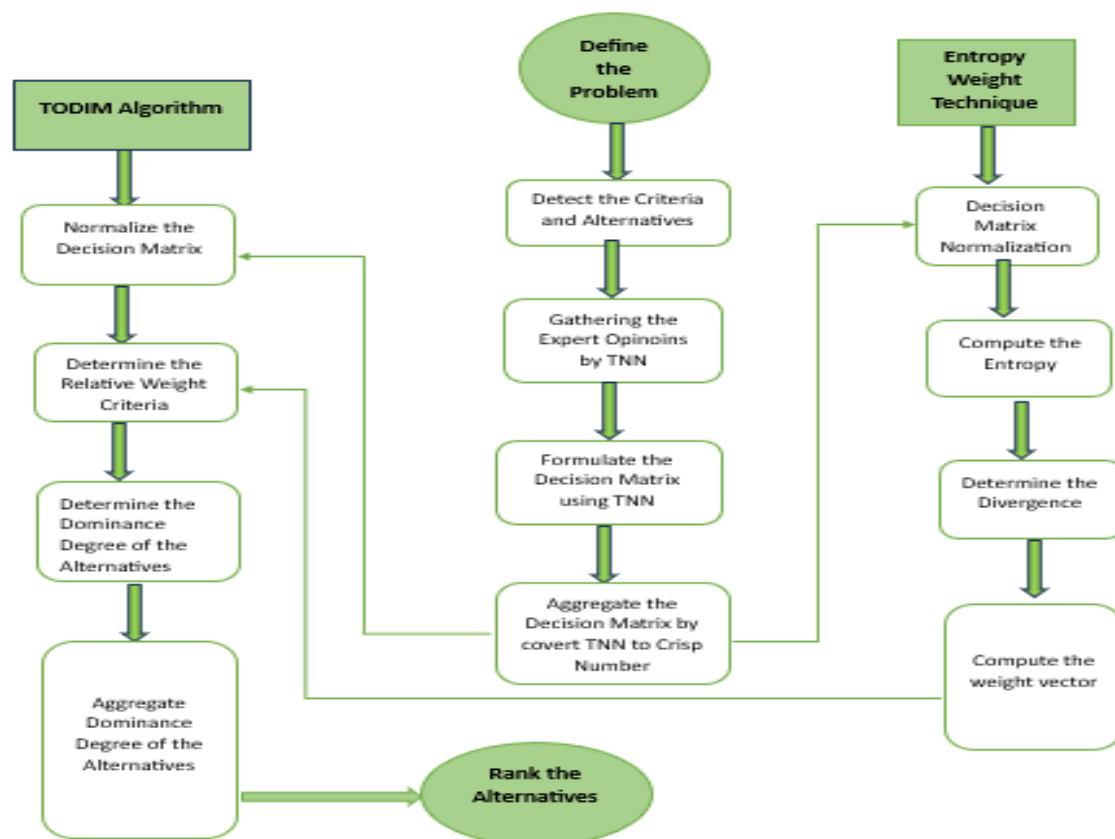 TODIM Algorithm
Normalize the
Decision Matrix
Determine the
Relative Weight
Criteria
Determine the
Dominance
Degree of the
Alternatives
Aggregate
Dominance
Degree of the
Alternatives
Define
the
Problem
Detect the Criteria
and Alternatives
Gathering the
Expert Opinoins
by TNN
Formulate the
Decision Matrix
using TNN
Aggregate the
Decision Matrix by
covert TNN to Crisp
Number
Rank the
Alternatives
Entropy
Weight
Technique
Decision
Matrix
Normalization
Compute the
Entropy
Determine the
Divergence
Compute the
weight vector